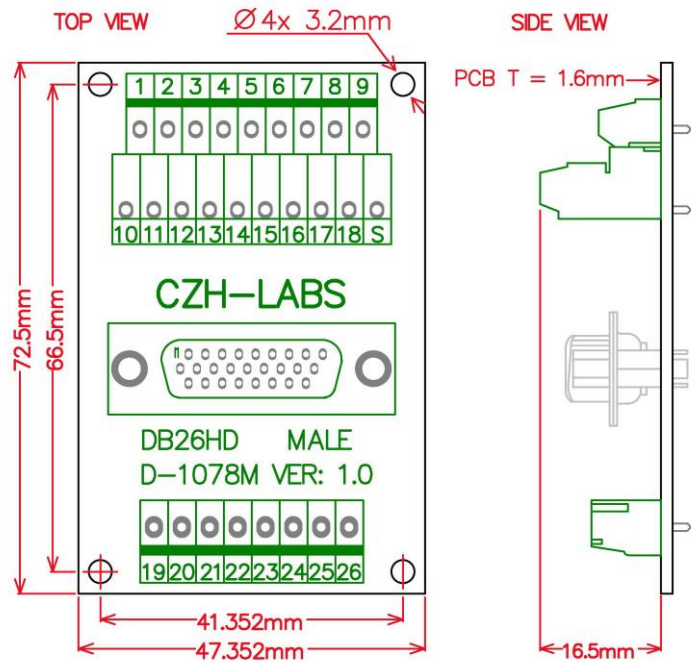 TOP VIEW
Ø 4x 3.2mm
SIDE VIEW
PCB T = 1.6mm
1 2 3 4 5 6 7 8 9
10 11 12 13 14 15 16 17 18 S
CZH-LABS
72.5mm
66.5mm
DB26HD MALE
D-1078M VER: 1.0
19 20 21 22 23 24 25 26
41.352mm
47.352mm
16.5mm